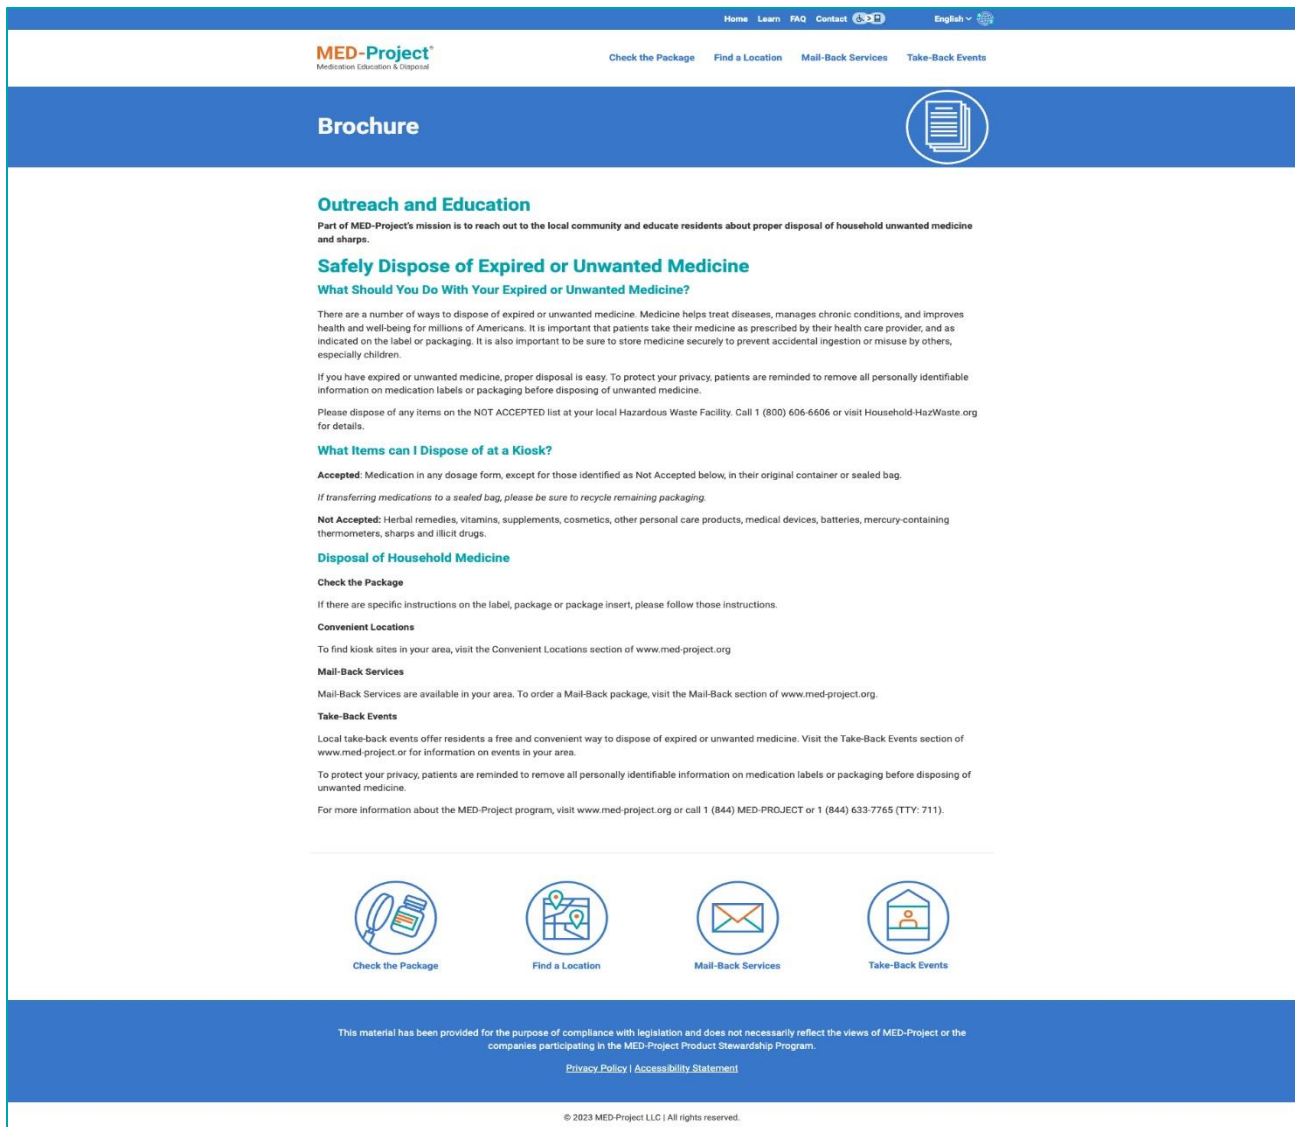 Home Learn FAQ Contact English
MED-Project
Medication Education & Disposal
Check the Package Find a Location Mail-Back Services Take-Back Events
Brochure
Outreach and Education
Part of MED-Project's mission is to reach out to the local community and educate residents about proper disposal of household unwanted medicine
and sharps.
Safely Dispose of Expired or Unwanted Medicine
What Should You Do With Your Expired or Unwanted Medicine?
There are a number of ways to dispose of expired or unwanted medicine. Medicine helps treat diseases, manages chronic conditions, and improves
health and well-being for millions of Americans. It is important that patients take their medicine as prescribed by their health care provider, and as
indicated on the label or packaging. It is also important to be sure to store medicine securely to prevent accidental ingestion or misuse by others,
especially children.
If you have expired or unwanted medicine, proper disposal is easy. To protect your privacy, patients are reminded to remove all personally identifiable
information on medication labels or packaging before disposing of unwanted medicine.
Please dispose of any items on the NOT ACCEPTED list at your local Hazardous Waste Facility. Call 1 (800) 606-6606 or visit Household-HazWaste.org
for details.
What Items can I Dispose of at a Kiosk?
Accepted: Medication in any dosage form, except for those identified as Not Accepted below, in their original container or sealed bag.
If transferring medications to a sealed bag, please be sure to recycle remaining packaging.
Not Accepted: Herbal remedies, vitamins, supplements, cosmetics, other personal care products, medical devices, batteries, mercury-containing
thermometers, sharps and illicit drugs.
Disposal of Household Medicine
Check the Package
If there are specific instructions on the label, package or package insert, please follow those instructions.
Convenient Locations
To find kiosk sites in your area, visit the Convenient Locations section of www.med-project.org
Mail-Back Services
Mail-Back Services are available in your area. To order a Mail-Back package, visit the Mail-Back section of www.med-project.org.
Take-Back Events
Local take-back events offer residents a free and convenient way to dispose of expired or unwanted medicine. Visit the Take-Back Events section of
www.med-project.or for information on events in your area.
To protect your privacy, patients are reminded to remove all personally identifiable information on medication labels or packaging before disposing of
unwanted medicine.
For more information about the MED-Project program, visit www.med-project.org or call 1 (844) MED-PROJECT or 1 (844) 633-7765 (TTY: 711).
Check the Package Find a Location Mail-Back Services Take-Back Events
This material has been provided for the purpose of compliance with legislation and does not necessarily reflect the views of MED-Project or the
companies participating in the MED-Project Product Stewardship Program.
Privacy Policy | Accessibility Statement
© 2023 MED-Project LLC | All rights reserved.